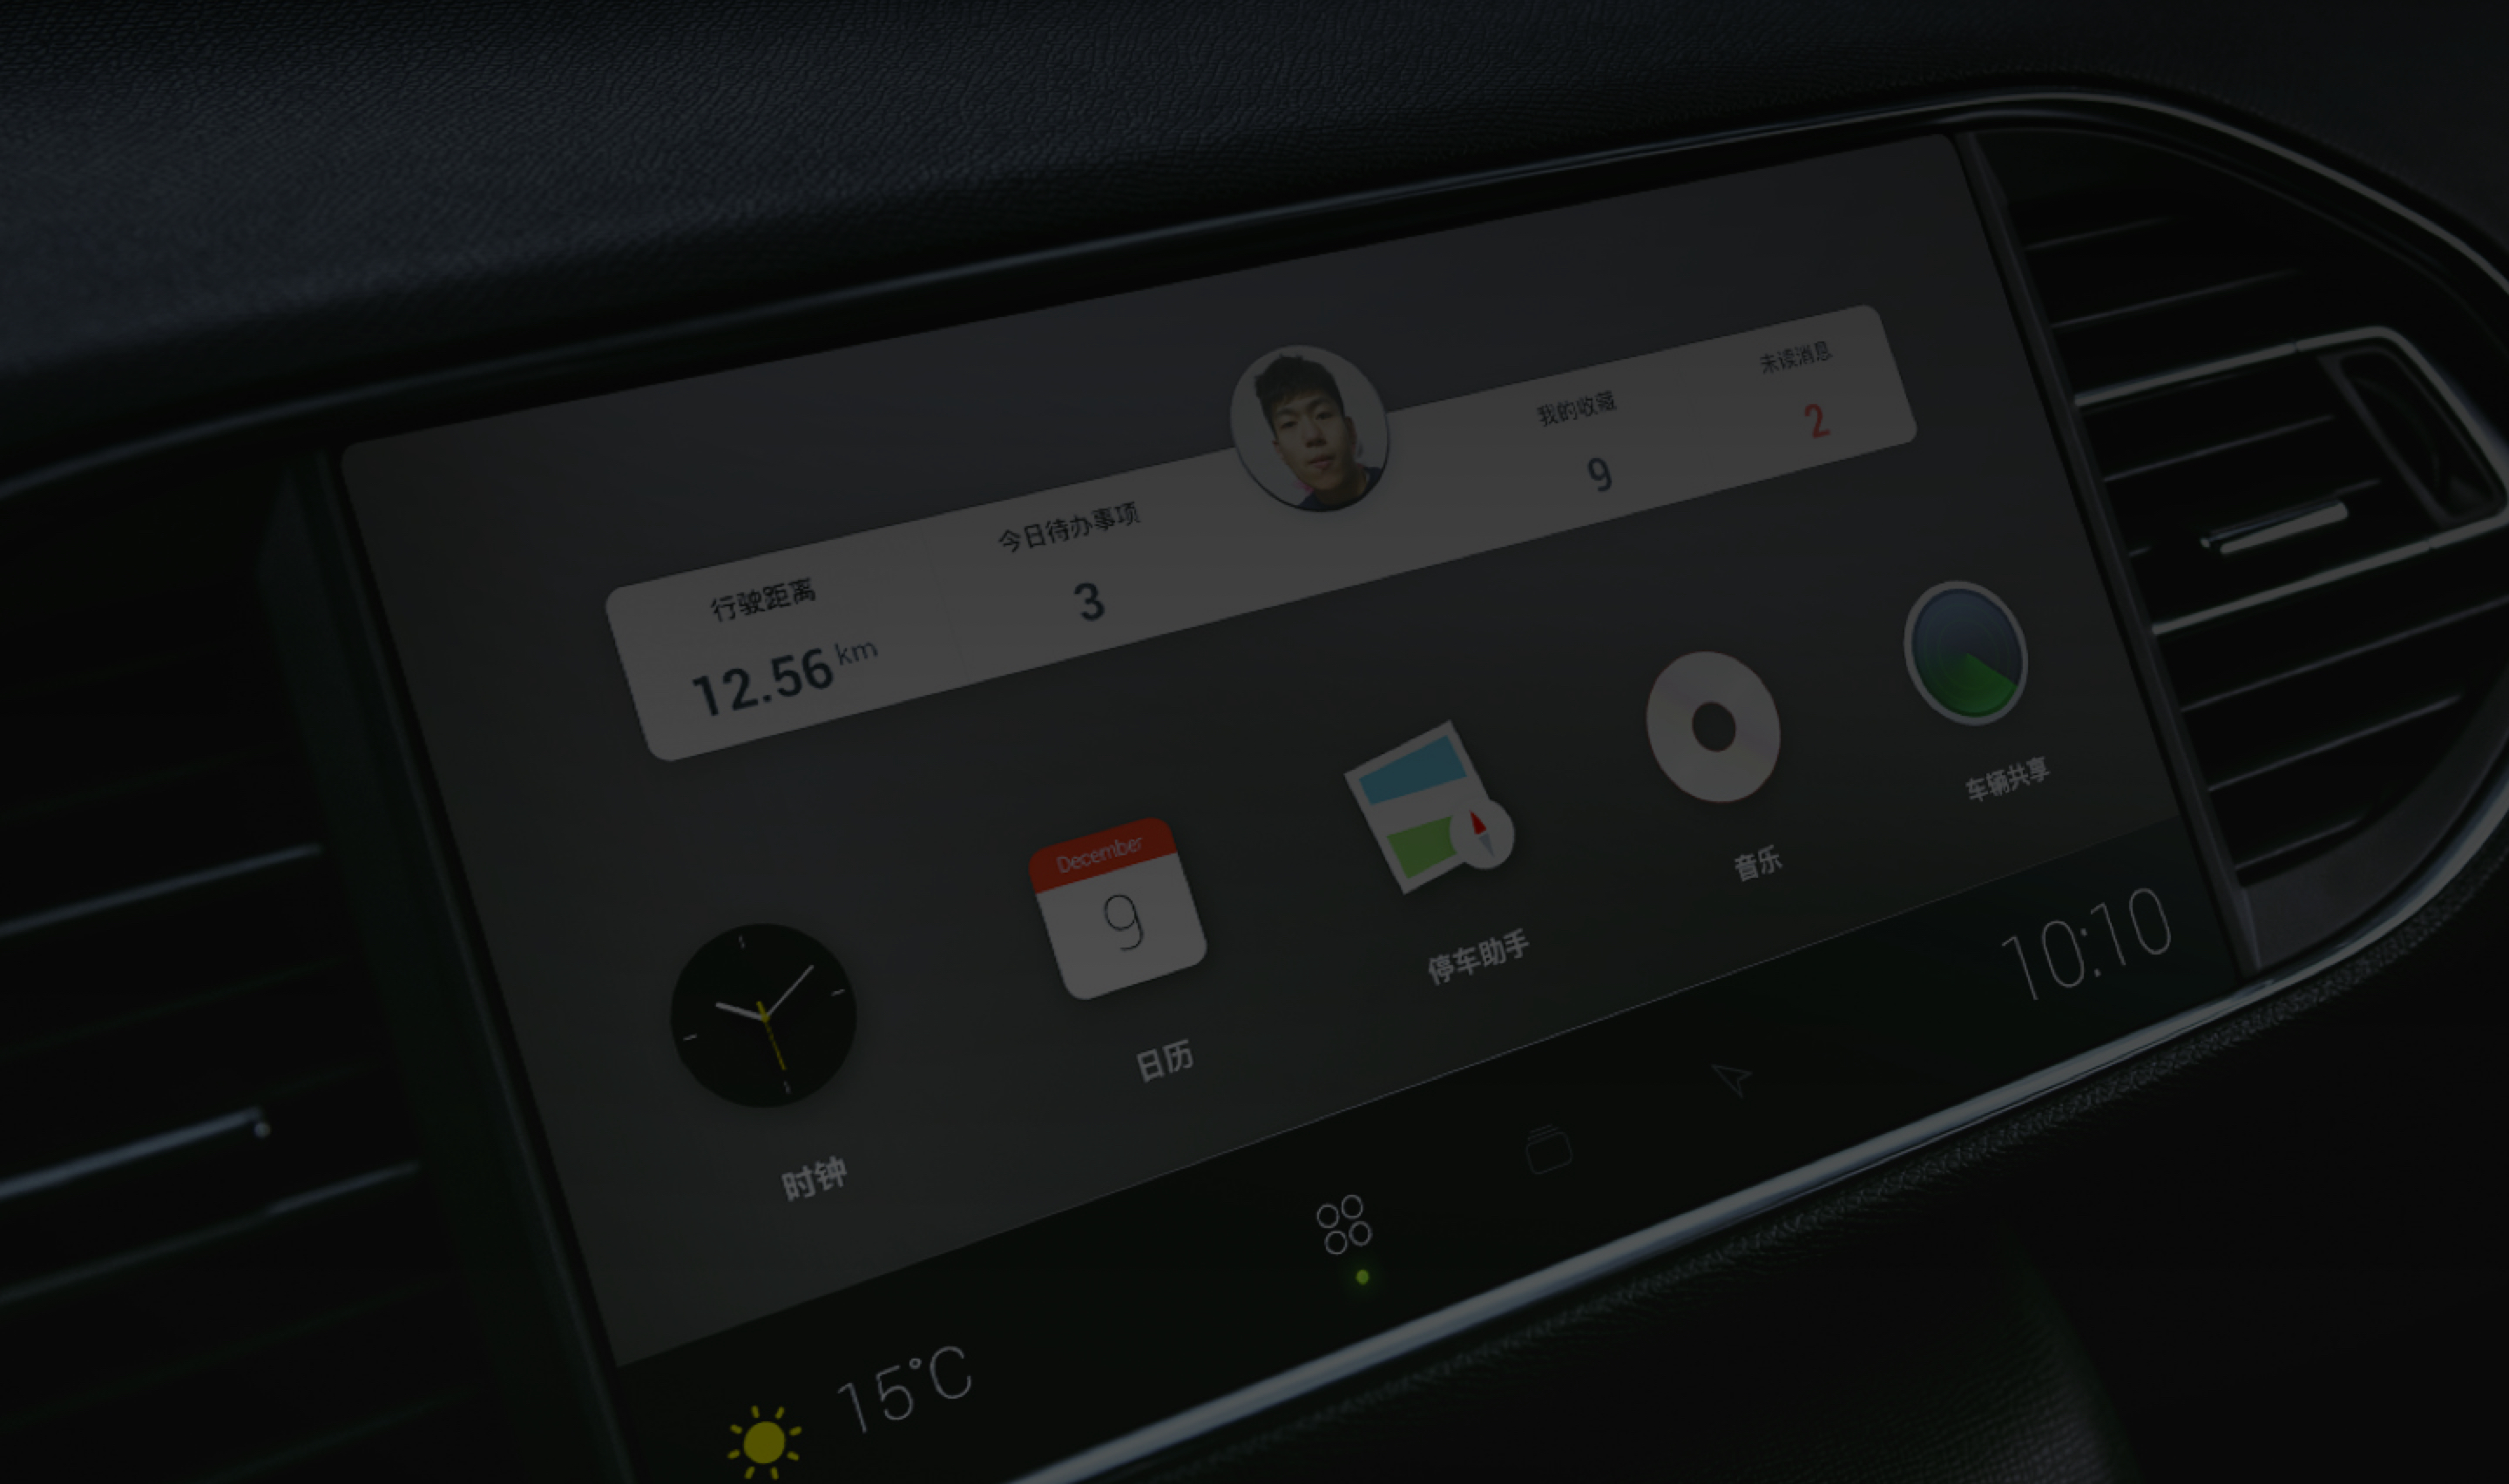 行驶距离
12.56 km
今日待办事项
3
我的收藏
9
未读消息
2
时钟
December
9
日历
停车助手
音乐
车辆共享
15°C
10:10